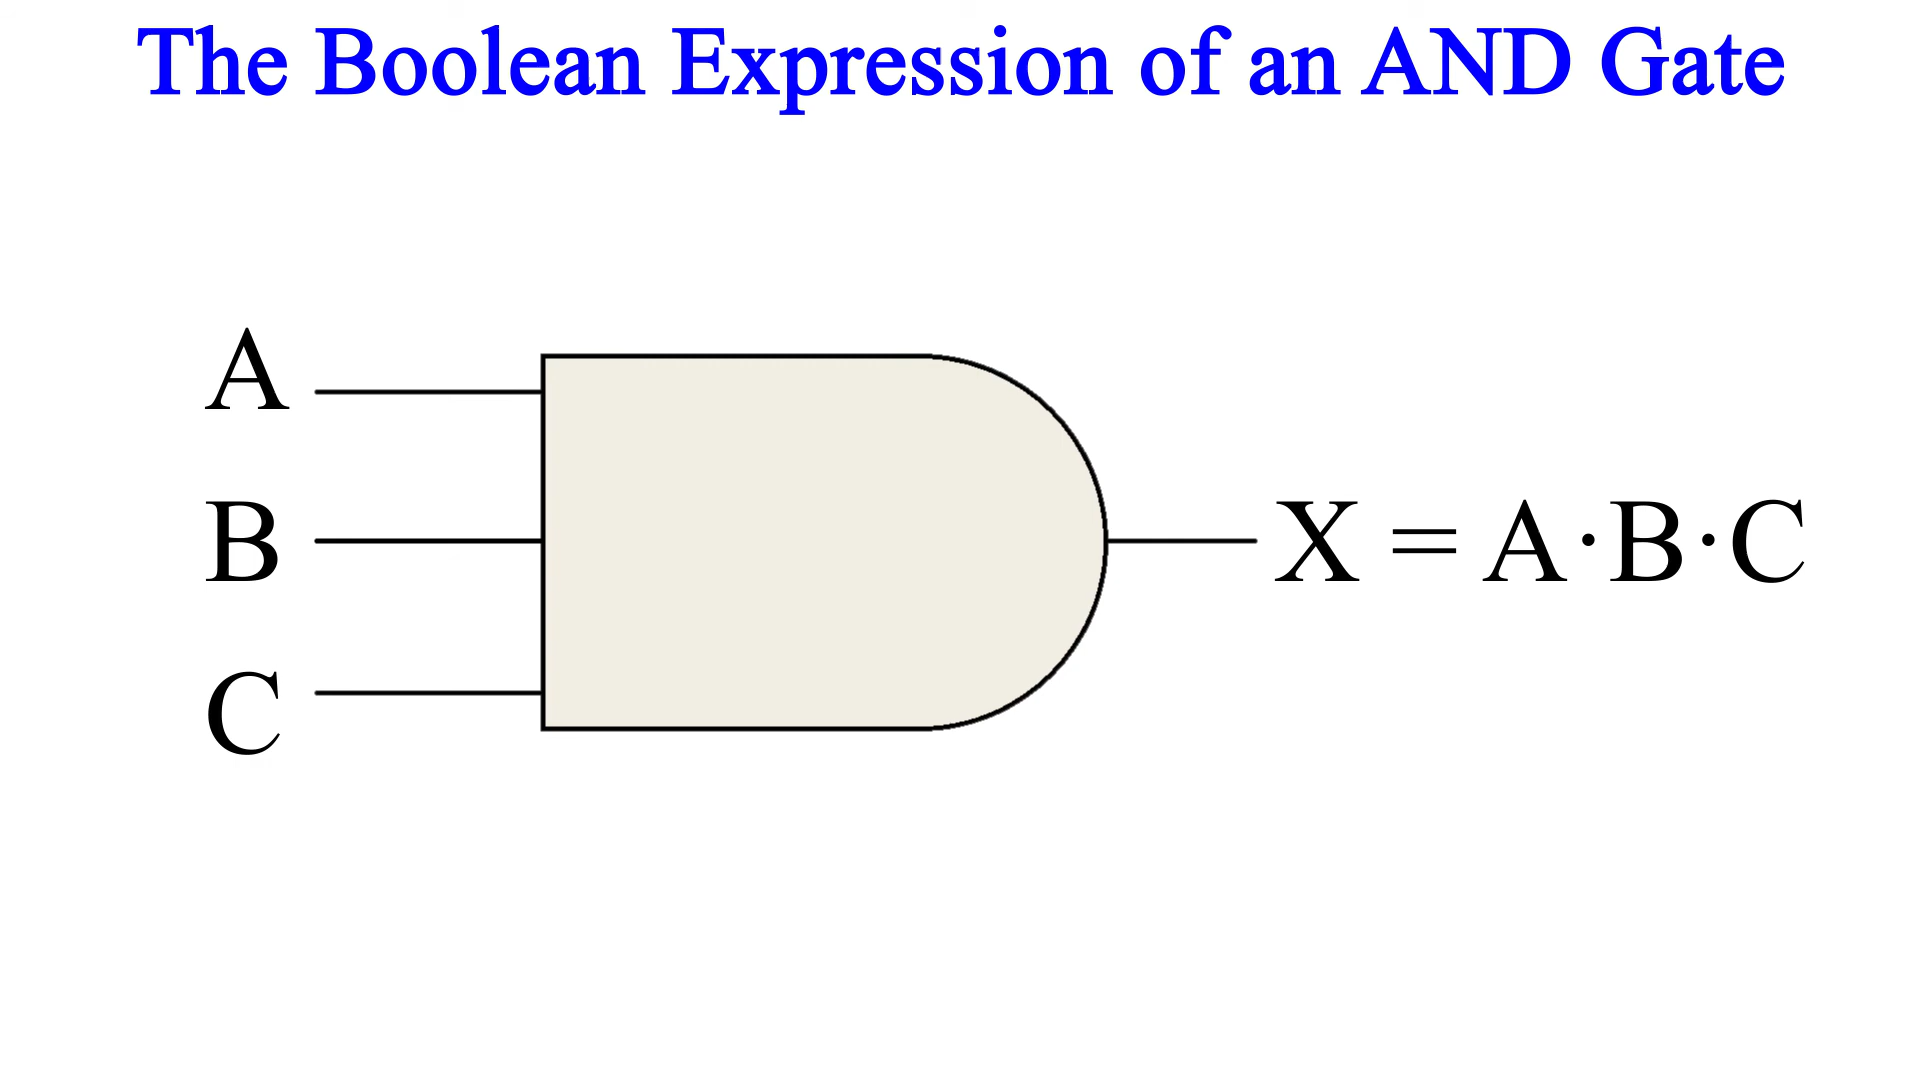 The Boolean Expression of an AND Gate
A
B
C
X = A·B·C